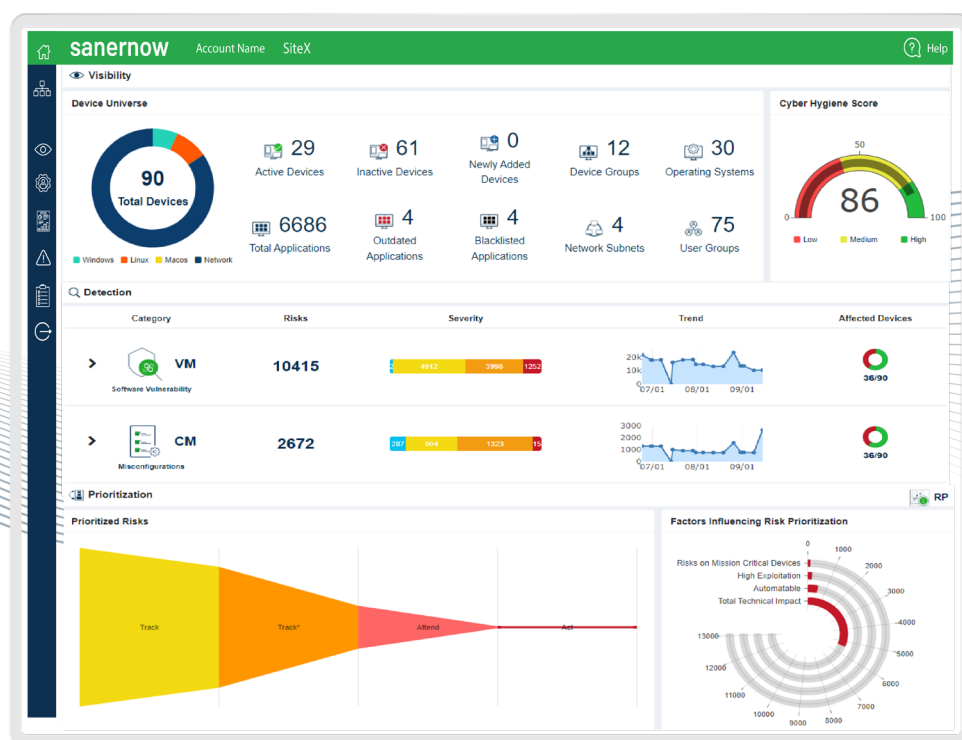 sanernow Account Name SiteX Help
Visibility
Device Universe
90
Total Devices
Windows Linux Macos Network
29
Active Devices
61
Inactive Devices
0
Newly Added
Devices
12
Device Groups
30
Operating Systems
6686
Total Applications
4
Outdated
Applications
4
Blacklisted
Applications
4
Network Subnets
75
User Groups
Cyber Hygiene Score
50
0
86
100
Low Medium High
Detection
Category Risks Severity Trend Affected Devices
VM
Software Vulnerability
10415
4912 3998 1252
20k
10k
0
07/01 08/01 09/01
36/90
CM
Misconfigurations
2672
287 904 1323 15
3000
2000
1000
0
07/01 08/01 09/01
36/90
Prioritization
RP
Prioritized Risks
Track Track* Attend Act
Factors Influencing Risk Prioritization
Risks on Mission Critical Devices
High Exploitation
Automatable
Total Technical Impact
0
1000
2000
3000
4000
5000
6000
7000
8000
9000
10000
11000
12000
13000